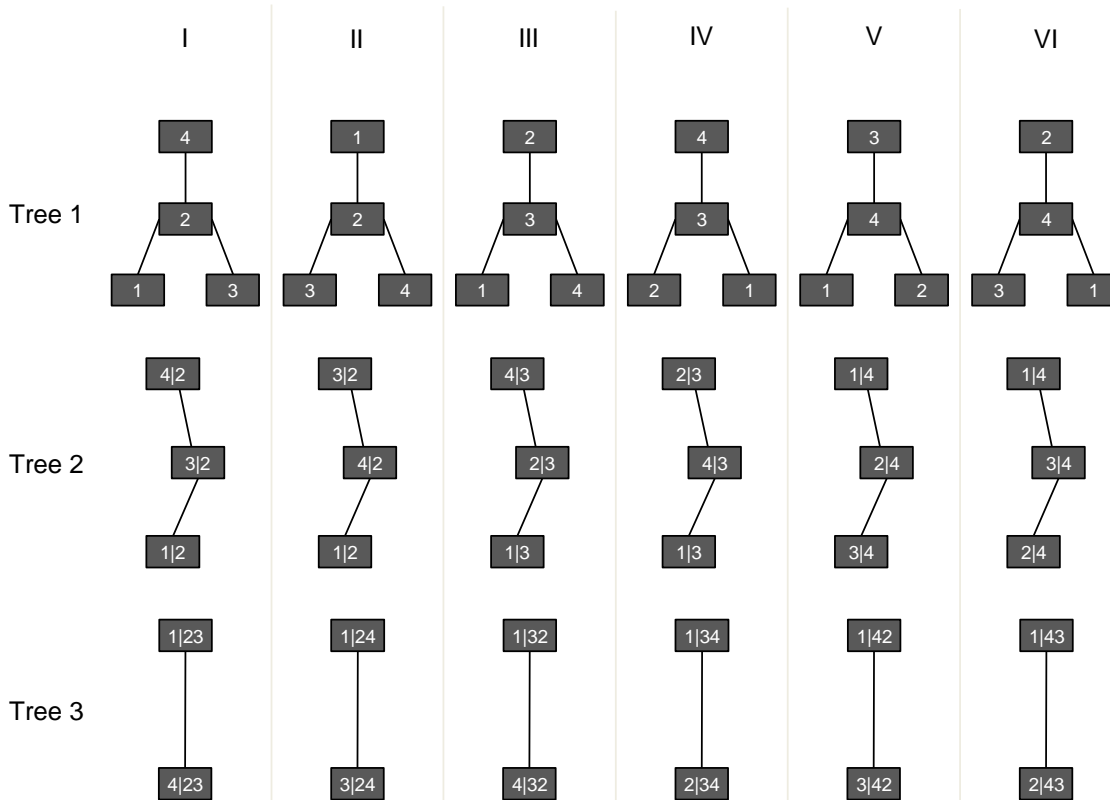 I II III IV V VI
4 1 2 4 3 2
Tree 1 2 2 3 3 4 4
1 3 3 4 1 4 2 1 1 2 3 1
4|2 3|2 4|3 2|3 1|4 1|4
Tree 2 3|2 4|2 2|3 4|3 2|4 3|4
1|2 1|2 1|3 1|3 3|4 2|4
1|23 1|24 1|32 1|34 1|42 1|43
Tree 3
4|23 3|24 4|32 2|34 3|42 2|43